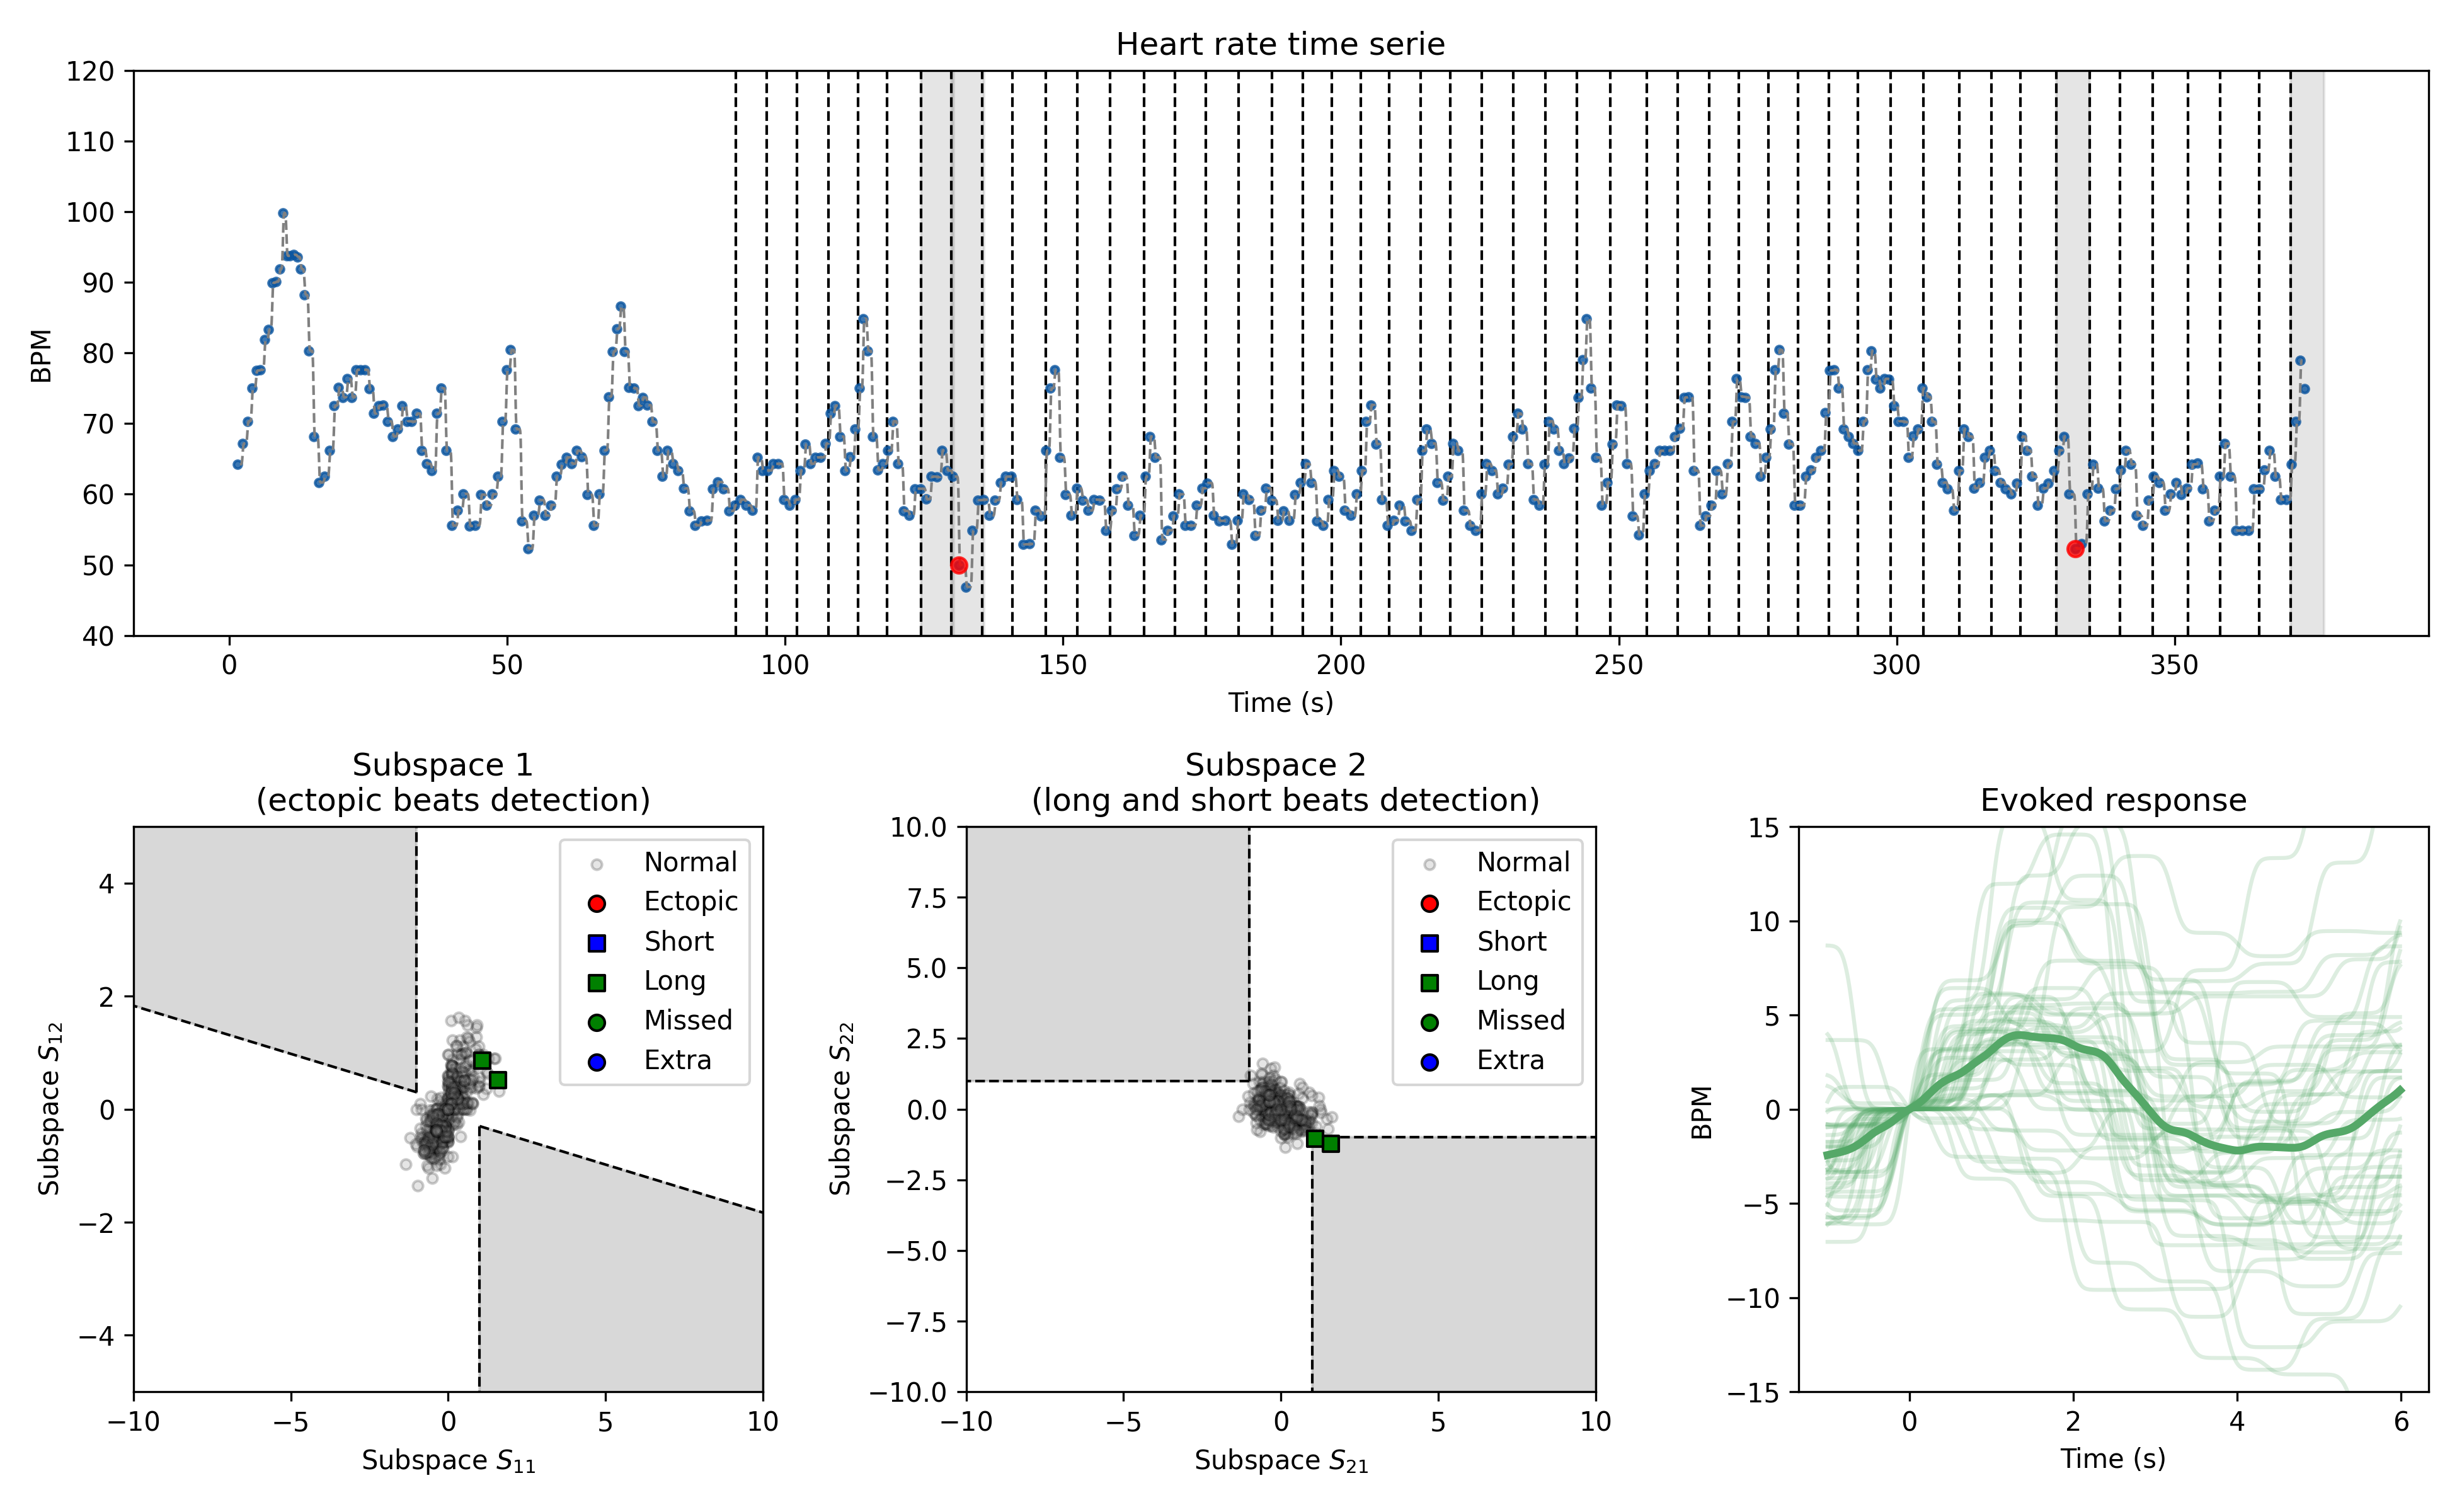 Heart rate time serie
120
110
100
90
80
70
60
50
40
BPM
0 50 100 150 200 250 300 350
Time (s)
Subspace 1
(ectopic beats detection)
4
2
0
−2
−4
Subspace S12
−10 −5 0 5 10
Subspace S11
Normal
Ectopic
Short
Long
Missed
Extra
Subspace 2
(long and short beats detection)
10.0
7.5
5.0
2.5
0.0
−2.5
−5.0
−7.5
−10.0
Subspace S22
−10 −5 0 5 10
Subspace S21
Normal
Ectopic
Short
Long
Missed
Extra
Evoked response
15
10
5
0
−5
−10
−15
BPM
0 2 4 6
Time (s)